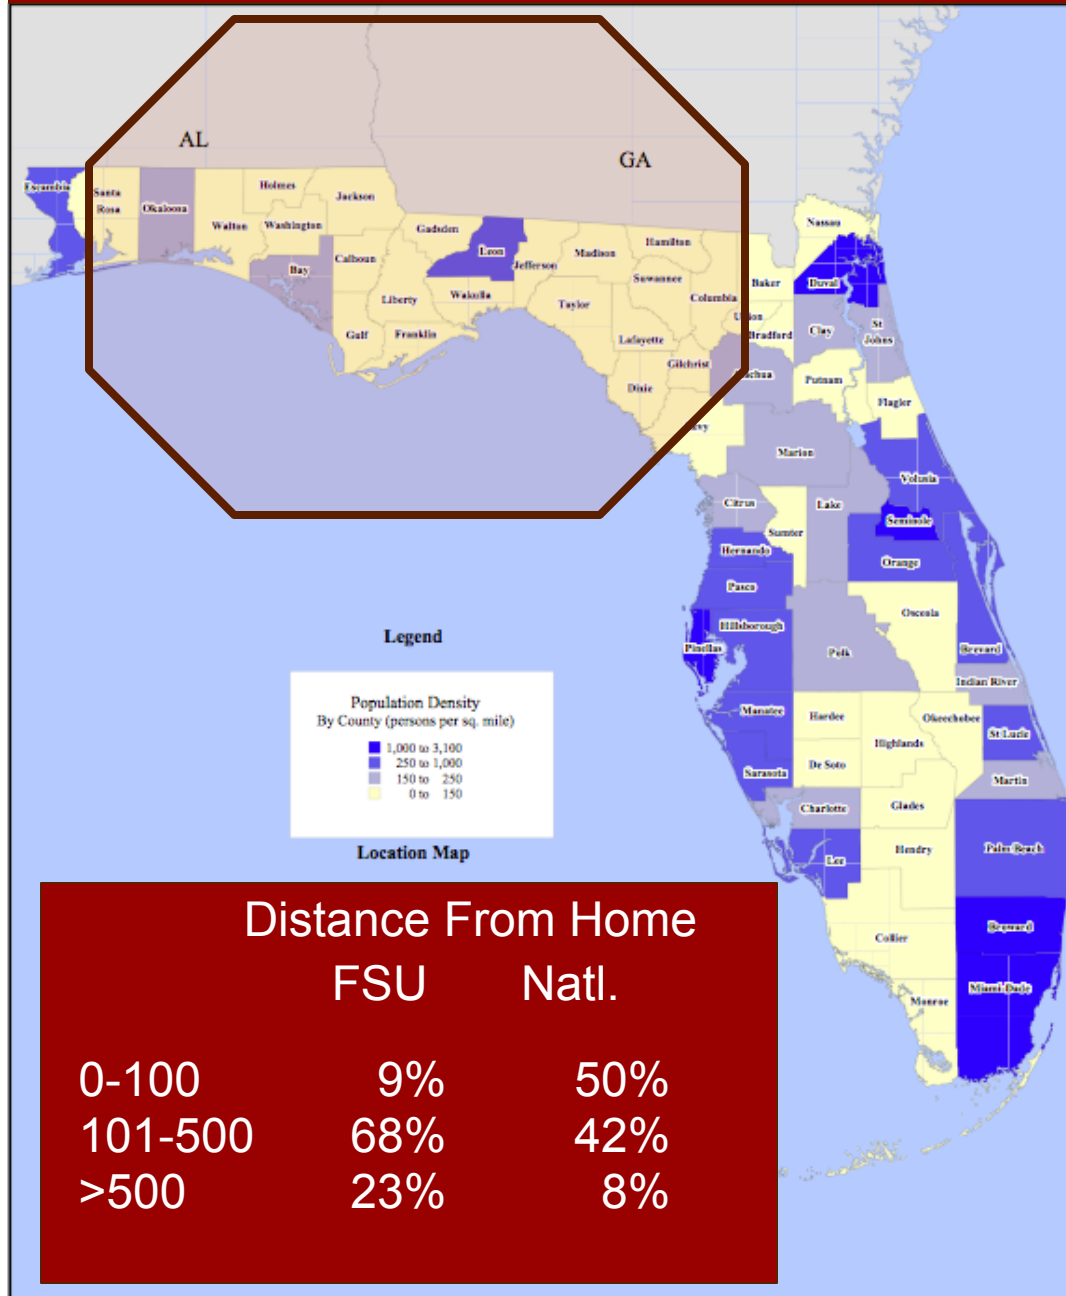 AL
GA
Escambia
Santa
Rosa
Okaloosa
Walton
Holmes
Washington
Bay
Jackson
Calhoun
Gulf
Liberty
Franklin
Gadsden
Leon
Wakulla
Jefferson
Madison
Taylor
Hamilton
Suwannee
Lafayette
Dixie
Columbia
Gilchrist
Baker
Bradford
Nassau
Duval
Clay
St
Johns
Putnam
Flagler
Marion
Volusia
Citrus
Sumter
Lake
Seminole
Hernando
Orange
Pasco
Pinellas
Hillsborough
Polk
Osceola
Brevard
Indian River
Manatee
Hardee
Highlands
Okeechobee
St Lucie
Sarasota
De Soto
Martin
Charlotte
Glades
Lee
Hendry
Palm Beach
Collier
Broward
Monroe
Miami-Dade
Legend
Population Density
By County (persons per sq. mile)
1,000 to 3,100
250 to 1,000
150 to 250
0 to 150
Location Map
Distance From Home
FSU Natl.
0-100 9% 50%
101-500 68% 42%
>500 23% 8%